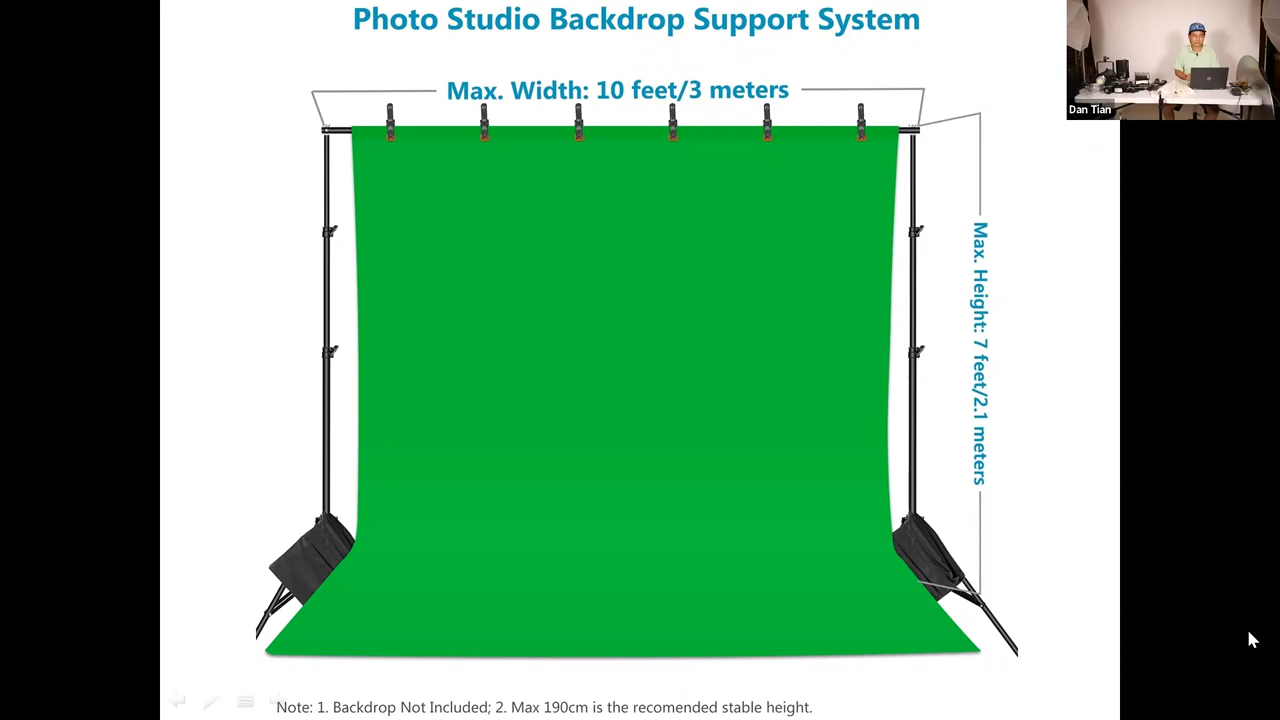 Photo Studio Backdrop Support System
Max. Width: 10 feet/3 meters
Dan Tian
Max. Height: 7 feet/2.1 meters
Note: 1. Backdrop Not Included; 2. Max 190cm is the recomended stable height.